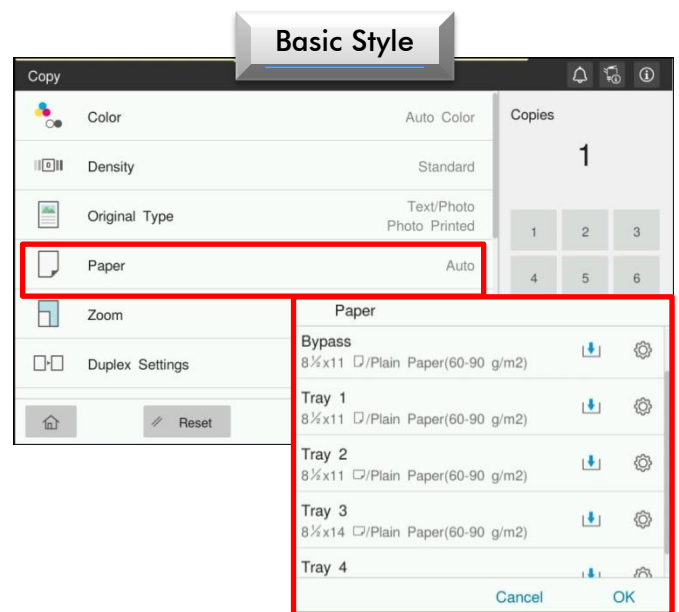 Basic Style
Copy
Color
Auto Color
Density
Standard
Original Type
Text/Photo
Photo Printed
Paper
Auto
Zoom
Duplex Settings
Reset
Copies
1
1 2 3
4 5 6
Paper
Bypass
8½x11 /Plain Paper(60-90 g/m2)
Tray 1
8½x11 /Plain Paper(60-90 g/m2)
Tray 2
8½x11 /Plain Paper(60-90 g/m2)
Tray 3
8½x14 /Plain Paper(60-90 g/m2)
Tray 4
Cancel OK